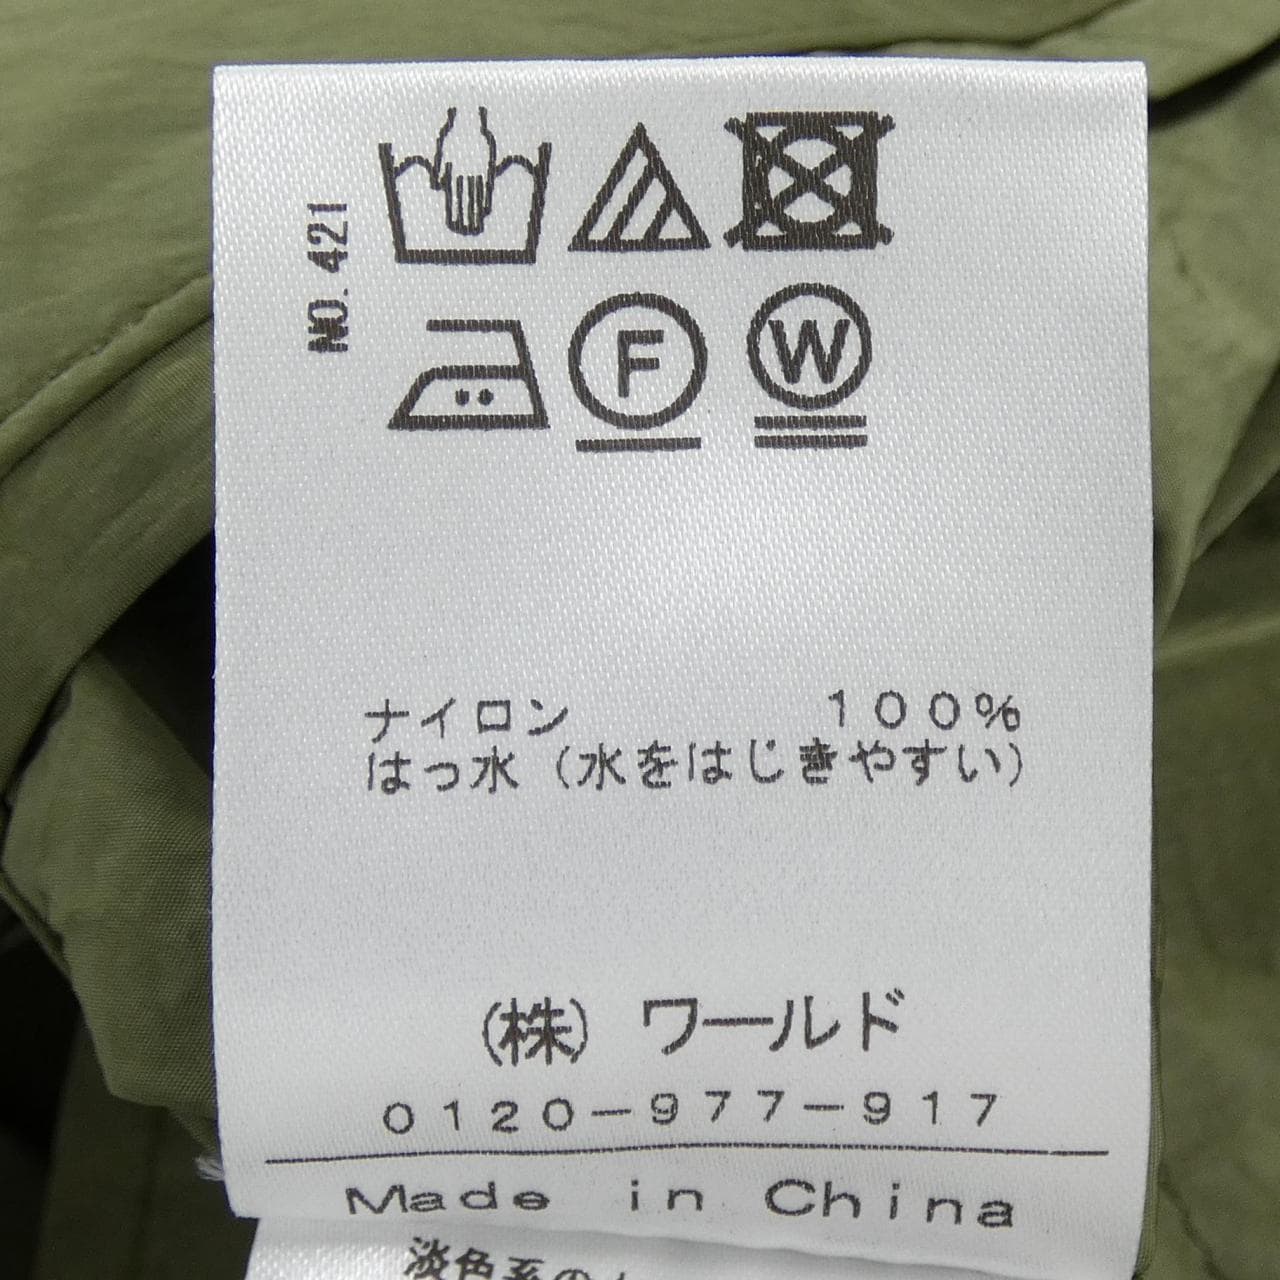 NO.421
F
W
ナイロン 100%
はっ水(水をはじきやすい)
(株) ワールド
0120-977-917
Made in China
淡色系の